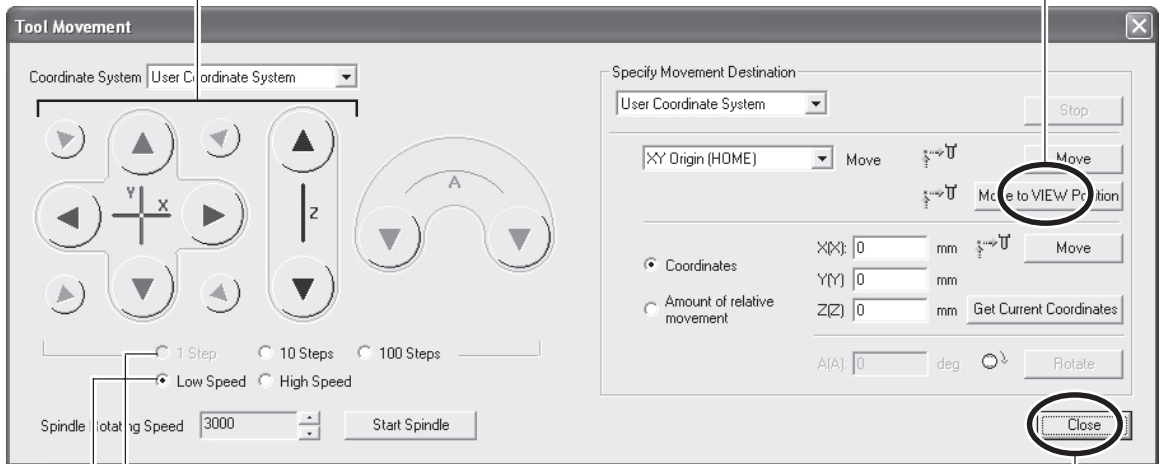 Tool Movement
Coordinate System User Coordinate System
Y
X
Z
A
1 Step 10 Steps 100 Steps
Low Speed High Speed
Spindle Rotating Speed 3000 Start Spindle
Specify Movement Destination
User Coordinate System Stop
XY Origin (HOME) Move Move
Move to VIEW Position
Coordinates
Amount of relative
movement
X(X): 0 mm Move
Y(Y) 0 mm
Z(Z) 0 mm Get Current Coordinates
A(A): 0 deg Rotate
Close